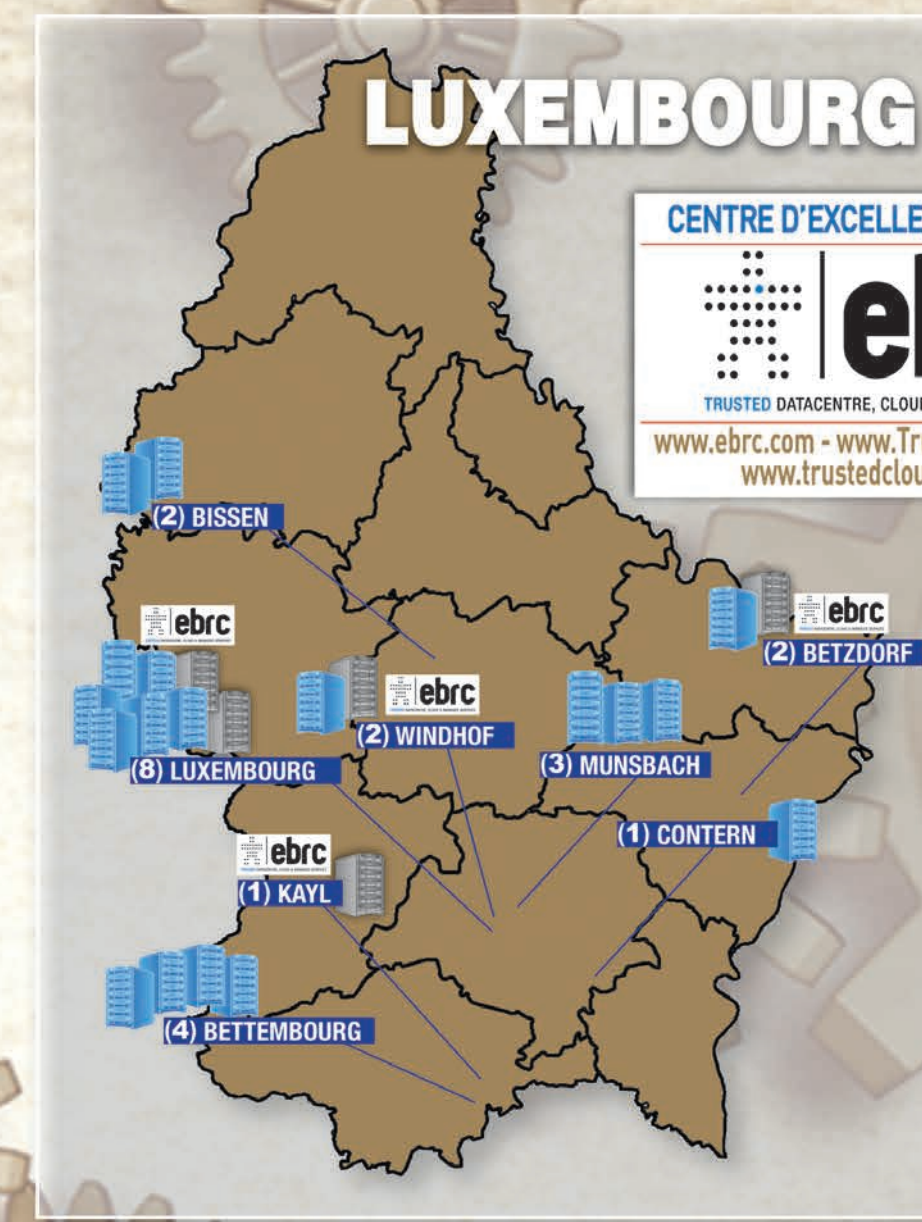 LUXEMBOURG
CENTRE D'EXCELLE
TRUSTED DATACENTRE, CLOU
www.ebrc.com - www.Tr
www.trustedclou
(2) BISSEN
ebrc
(2) BETZDORF
ebrc
(8) LUXEMBOURG
ebrc
(2) WINDHOF
(3) MUNSBACH
(1) CONTERN
ebrc
(1) KAYL
(4) BETTEMBOURG